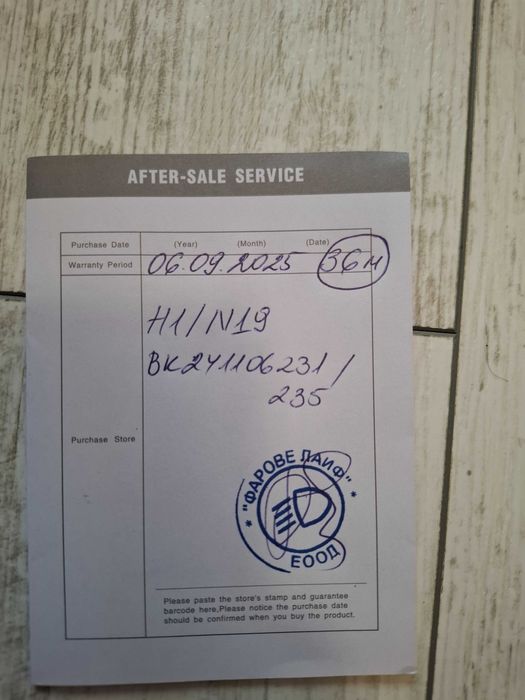 AFTER-SALE SERVICE
Purchase Date (Year) (Month) (Date)
Warranty Period 06.09.2025 36м
H1/N19
BK241106231/
235
Purchase Store
"ФАРОВЕ ЛАЙФ"
ЕООД
Please paste the store's stamp and guarantee
barcode here,Please notice the purchase date
should be confirmed when you buy the product.